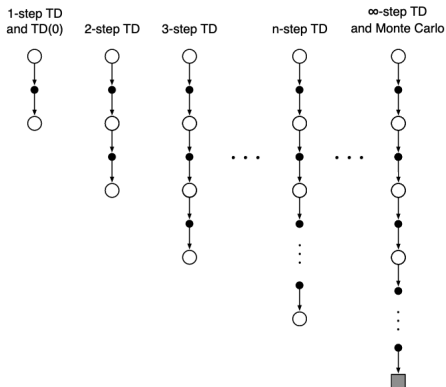 1-step TD
and TD(0)
2-step TD
3-step TD
n-step TD
∞-step TD
and Monte Carlo